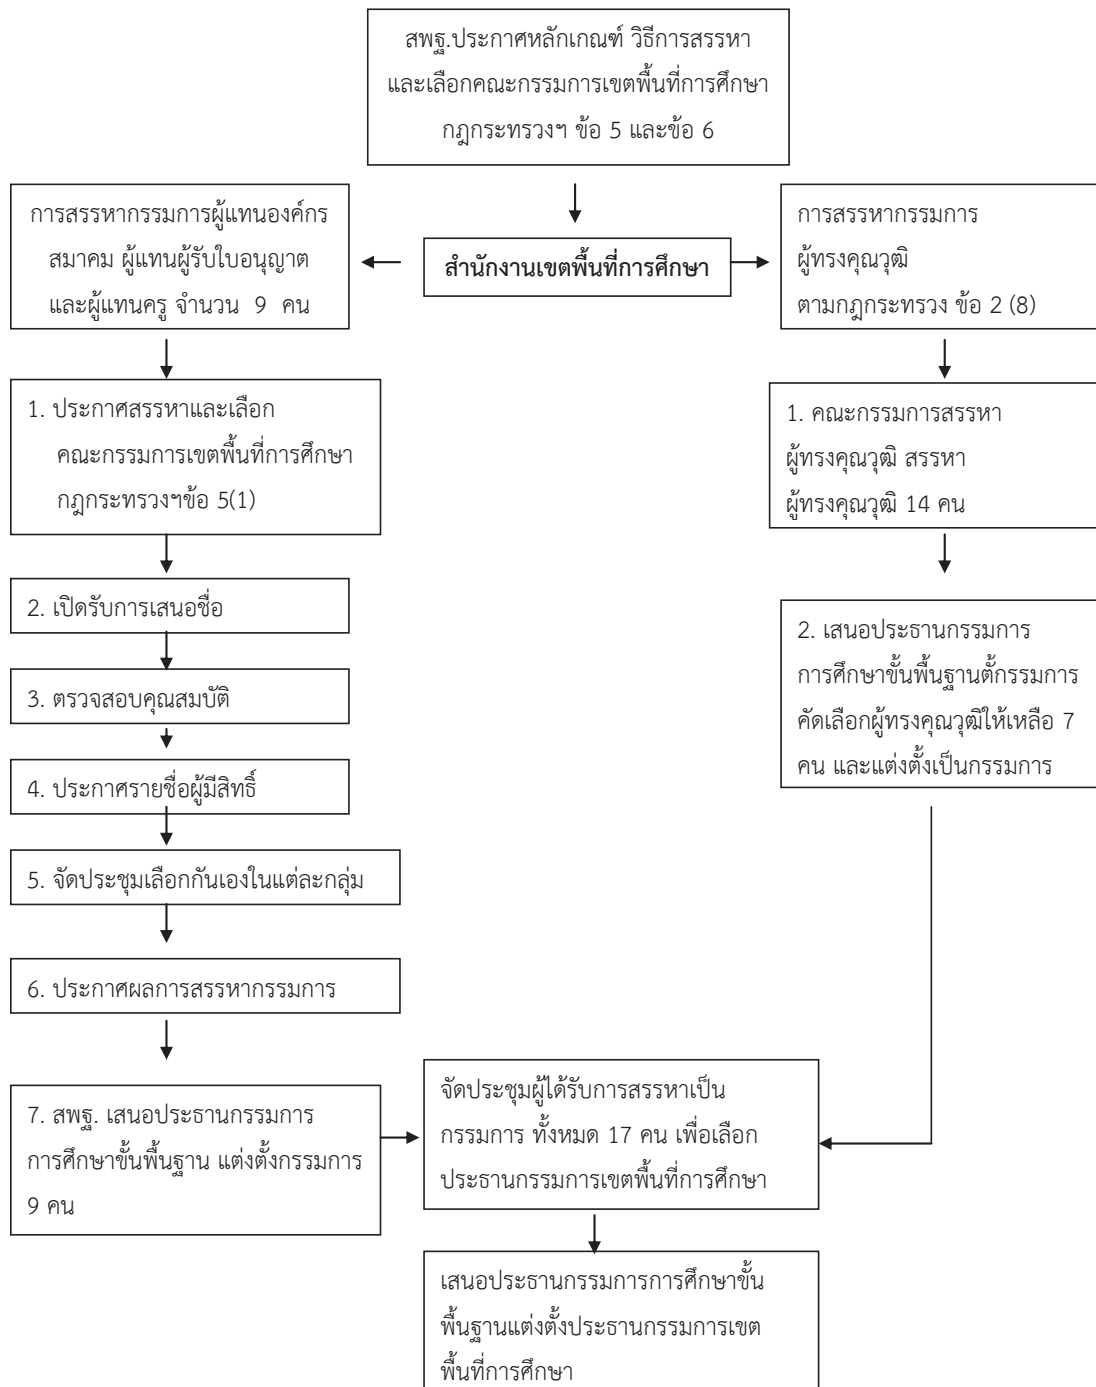 สพฐ.ประกาศหลักเกณฑ์ วิธีการสรรหา
และเลือกคณะกรรมการเขตพื้นที่การศึกษา
กฎกระทรวงฯ ข้อ 5 และข้อ 6
การสรรหากรรมการผู้แทนองค์กร
สมาคม ผู้แทนผู้รับใบอนุญาต
และผู้แทนครู จำนวน 9 คน
สำนักงานเขตพื้นที่การศึกษา
การสรรหากรรมการ
ผู้ทรงคุณวุฒิ
ตามกฎกระทรวง ข้อ 2 (8)
1. ประกาศสรรหาและเลือก
คณะกรรมการเขตพื้นที่การศึกษา
กฎกระทรวงฯข้อ 5(1)
2. เปิดรับการเสนอชื่อ
3. ตรวจสอบคุณสมบัติ
4. ประกาศรายชื่อผู้มีสิทธิ์
5. จัดประชุมเลือกกันเองในแต่ละกลุ่ม
6. ประกาศผลการสรรหากรรมการ
7. สพฐ. เสนอประธานกรรมการ
การศึกษาขั้นพื้นฐาน แต่งตั้งกรรมการ
9 คน
1. คณะกรรมการสรรหา
ผู้ทรงคุณวุฒิ สรรหา
ผู้ทรงคุณวุฒิ 14 คน
2. เสนอประธานกรรมการ
การศึกษาขั้นพื้นฐานตั้กรรมการ
คัดเลือกผู้ทรงคุณวุฒิให้เหลือ 7
คน และแต่งตั้งเป็นกรรมการ
จัดประชุมผู้ได้รับการสรรหาเป็น
กรรมการ ทั้งหมด 17 คน เพื่อเลือก
ประธานกรรมการเขตพื้นที่การศึกษา
เสนอประธานกรรมการการศึกษาขั้น
พื้นฐานแต่งตั้งประธานกรรมการเขต
พื้นที่การศึกษา